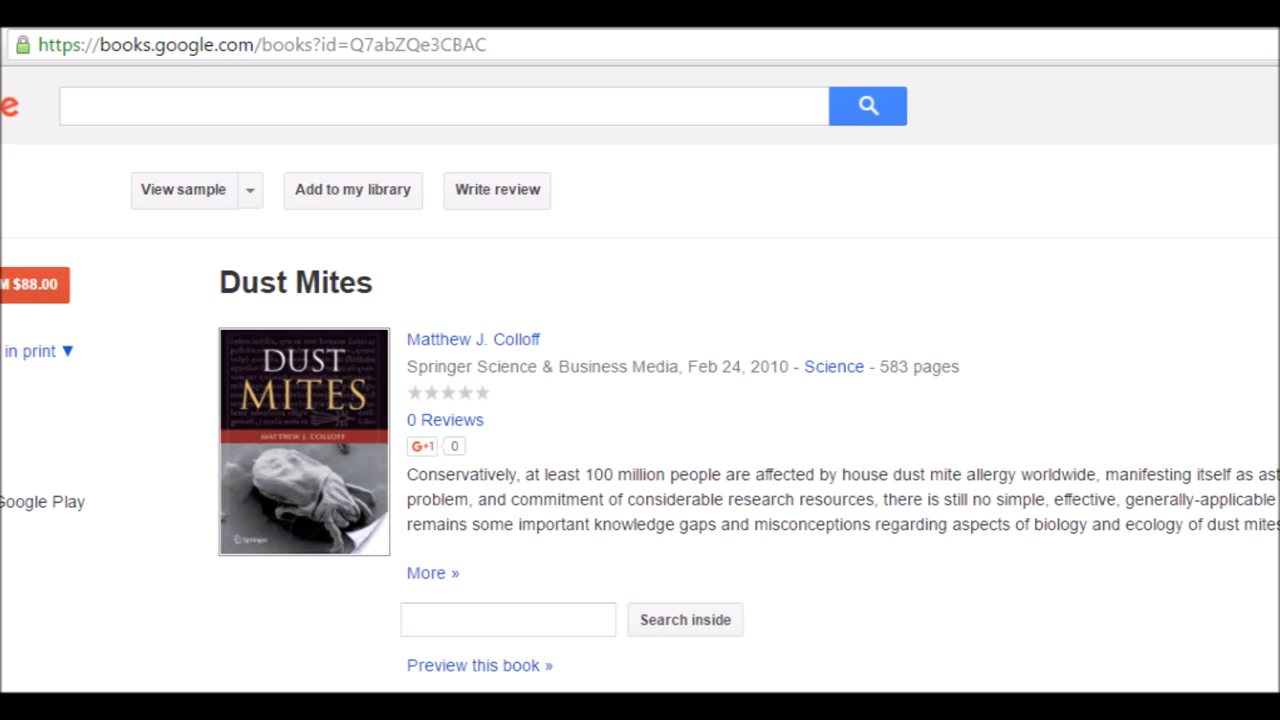 https://books.google.com/books?id=Q7abZQe3CBAC
e
View sample
Add to my library
Write review
M $88.00
Dust Mites
in print ▼
DUST
MITES
MATTHEW J. COLLOFF
Springer
Matthew J. Colloff
Springer Science & Business Media, Feb 24, 2010 - Science - 583 pages
0 Reviews
G+1 0
Conservatively, at least 100 million people are affected by house dust mite allergy worldwide, manifesting itself as ast
problem, and commitment of considerable research resources, there is still no simple, effective, generally-applicable
Google Play
remains some important knowledge gaps and misconceptions regarding aspects of biology and ecology of dust mites
More »
Search inside
Preview this book »